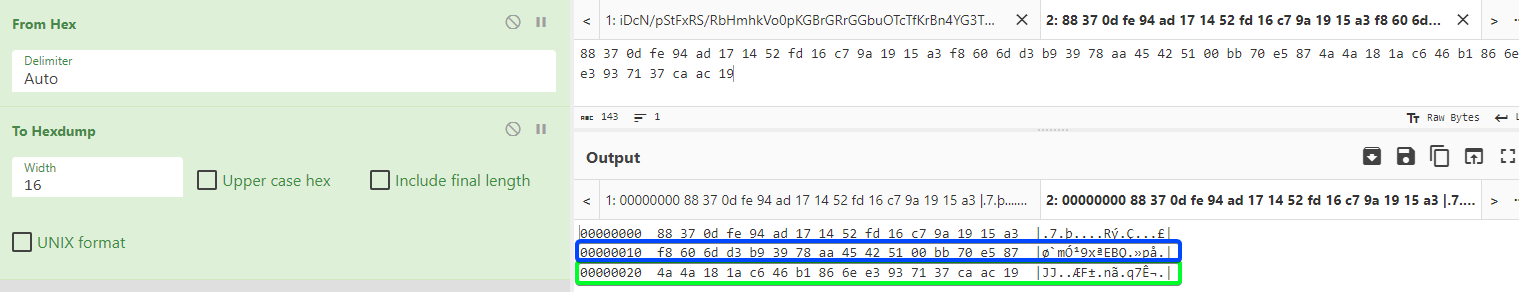 From Hex
Delimiter
Auto
To Hexdump
Width
16
Upper case hex
Include final length
UNIX format
< 1: iDcN/pStFxRS/RbHmhkVo0pKGBrGRrGGbuOTcTfKrBn4YG3T... 2: 88 37 0d fe 94 ad 17 14 52 fd 16 c7 9a 19 15 a3 f8 60 6d... >
88 37 0d fe 94 ad 17 14 52 fd 16 c7 9a 19 15 a3 f8 60 6d d3 b9 39 78 aa 45 42 51 00 bb 70 e5 87 4a 4a 18 1a c6 46 b1 86 6e
e3 93 71 37 ca ac 19
ABC 143 1 Raw Bytes
Output
< 1: 00000000 88 37 0d fe 94 ad 17 14 52 fd 16 c7 9a 19 15 a3 |.7.þ....... 2: 00000000 88 37 0d fe 94 ad 17 14 52 fd 16 c7 9a 19 15 a3 |.7.... >
00000000 88 37 0d fe 94 ad 17 14 52 fd 16 c7 9a 19 15 a3 |.7.þ....Rý.Ç...£|
00000010 f8 60 6d d3 b9 39 78 aa 45 42 51 00 bb 70 e5 87 |ø`mÓ¹9xªEBQ.»på.|
00000020 4a 4a 18 1a c6 46 b1 86 6e e3 93 71 37 ca ac 19 |JJ..ÆF±.nã.q7Ê¬.|